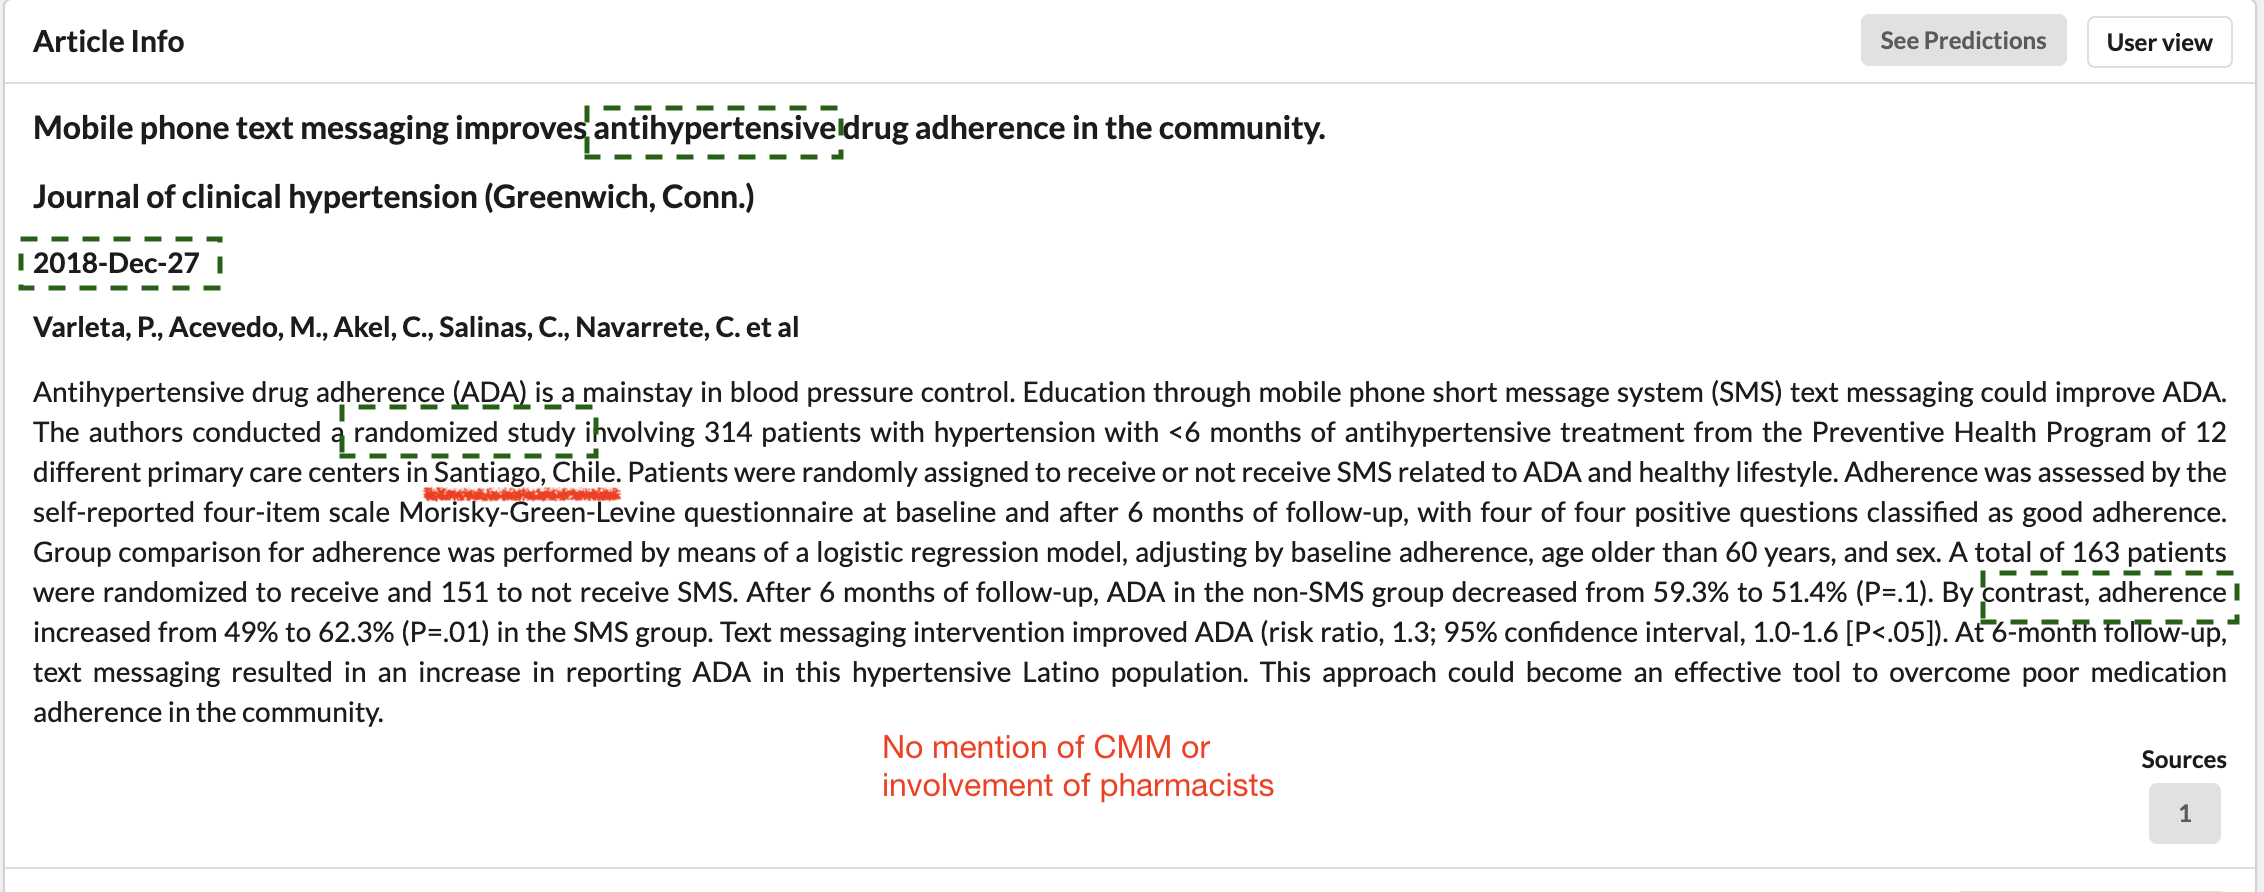 Article Info
See Predictions
User view
Mobile phone text messaging improves antihypertensive drug adherence in the community.
Journal of clinical hypertension (Greenwich, Conn.)
2018-Dec-27
Varleta, P., Acevedo, M., Akel, C., Salinas, C., Navarrete, C. et al
Antihypertensive drug adherence (ADA) is a mainstay in blood pressure control. Education through mobile phone short message system (SMS) text messaging could improve ADA.
The authors conducted a randomized study involving 314 patients with hypertension with <6 months of antihypertensive treatment from the Preventive Health Program of 12
different primary care centers in Santiago, Chile. Patients were randomly assigned to receive or not receive SMS related to ADA and healthy lifestyle. Adherence was assessed by the
self-reported four-item scale Morisky-Green-Levine questionnaire at baseline and after 6 months of follow-up, with four of four positive questions classified as good adherence.
Group comparison for adherence was performed by means of a logistic regression model, adjusting by baseline adherence, age older than 60 years, and sex. A total of 163 patients
were randomized to receive and 151 to not receive SMS. After 6 months of follow-up, ADA in the non-SMS group decreased from 59.3% to 51.4% (P=.1). By contrast, adherence
increased from 49% to 62.3% (P=.01) in the SMS group. Text messaging intervention improved ADA (risk ratio, 1.3; 95% confidence interval, 1.0-1.6 [P<.05]). At 6-month follow-up,
text messaging resulted in an increase in reporting ADA in this hypertensive Latino population. This approach could become an effective tool to overcome poor medication
adherence in the community.
No mention of CMM or
involvement of pharmacists
Sources
1